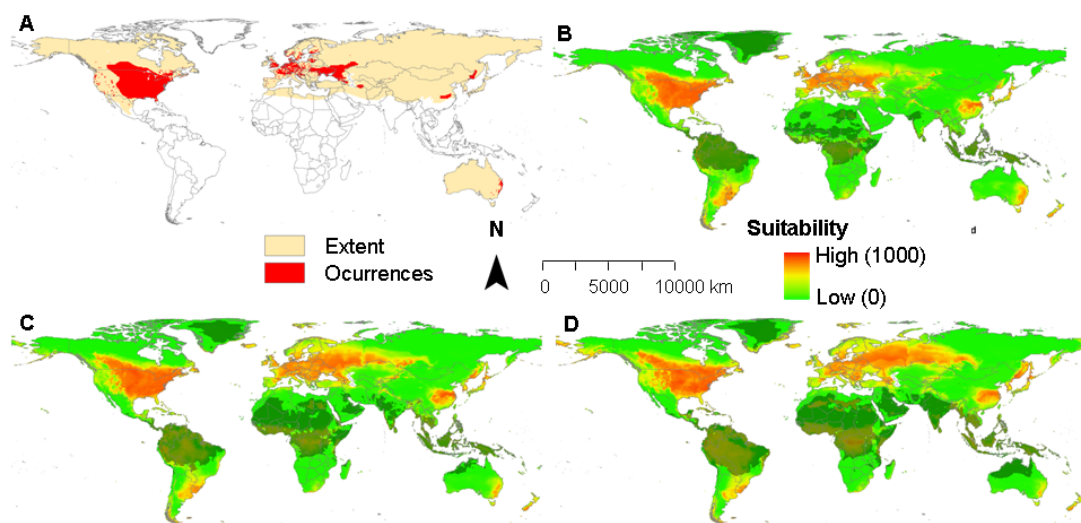 A
B
N
Extent
Ocurrences
0 5000 10000 km
d
Suitability
High (1000)
Low (0)
C
D